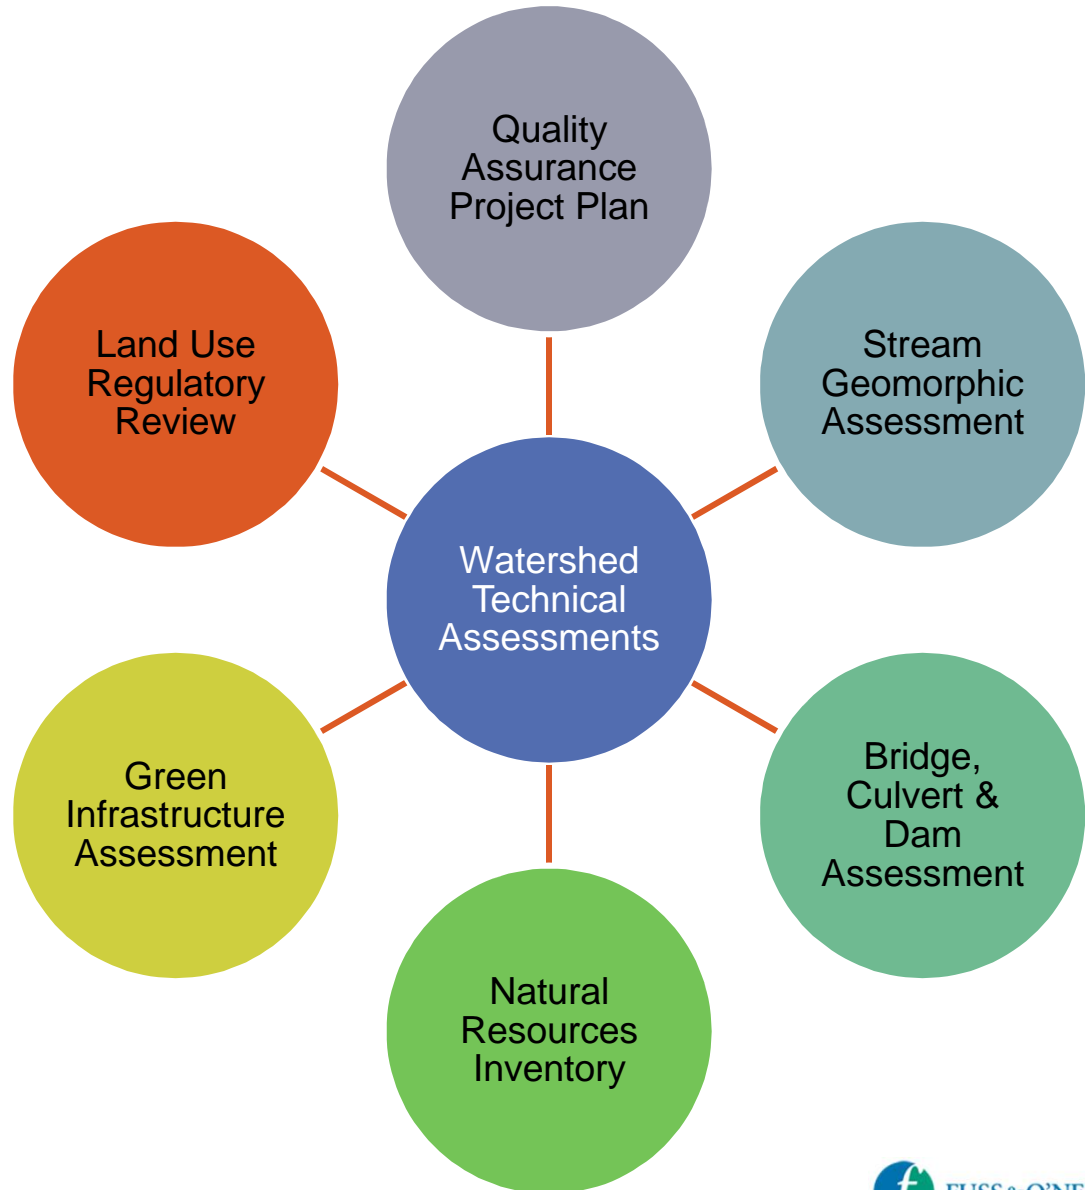 Quality
Assurance
Project Plan
Stream
Geomorphic
Assessment
Bridge,
Culvert &
Dam
Assessment
Natural
Resources
Inventory
Green
Infrastructure
Assessment
Land Use
Regulatory
Review
Watershed
Technical
Assessments